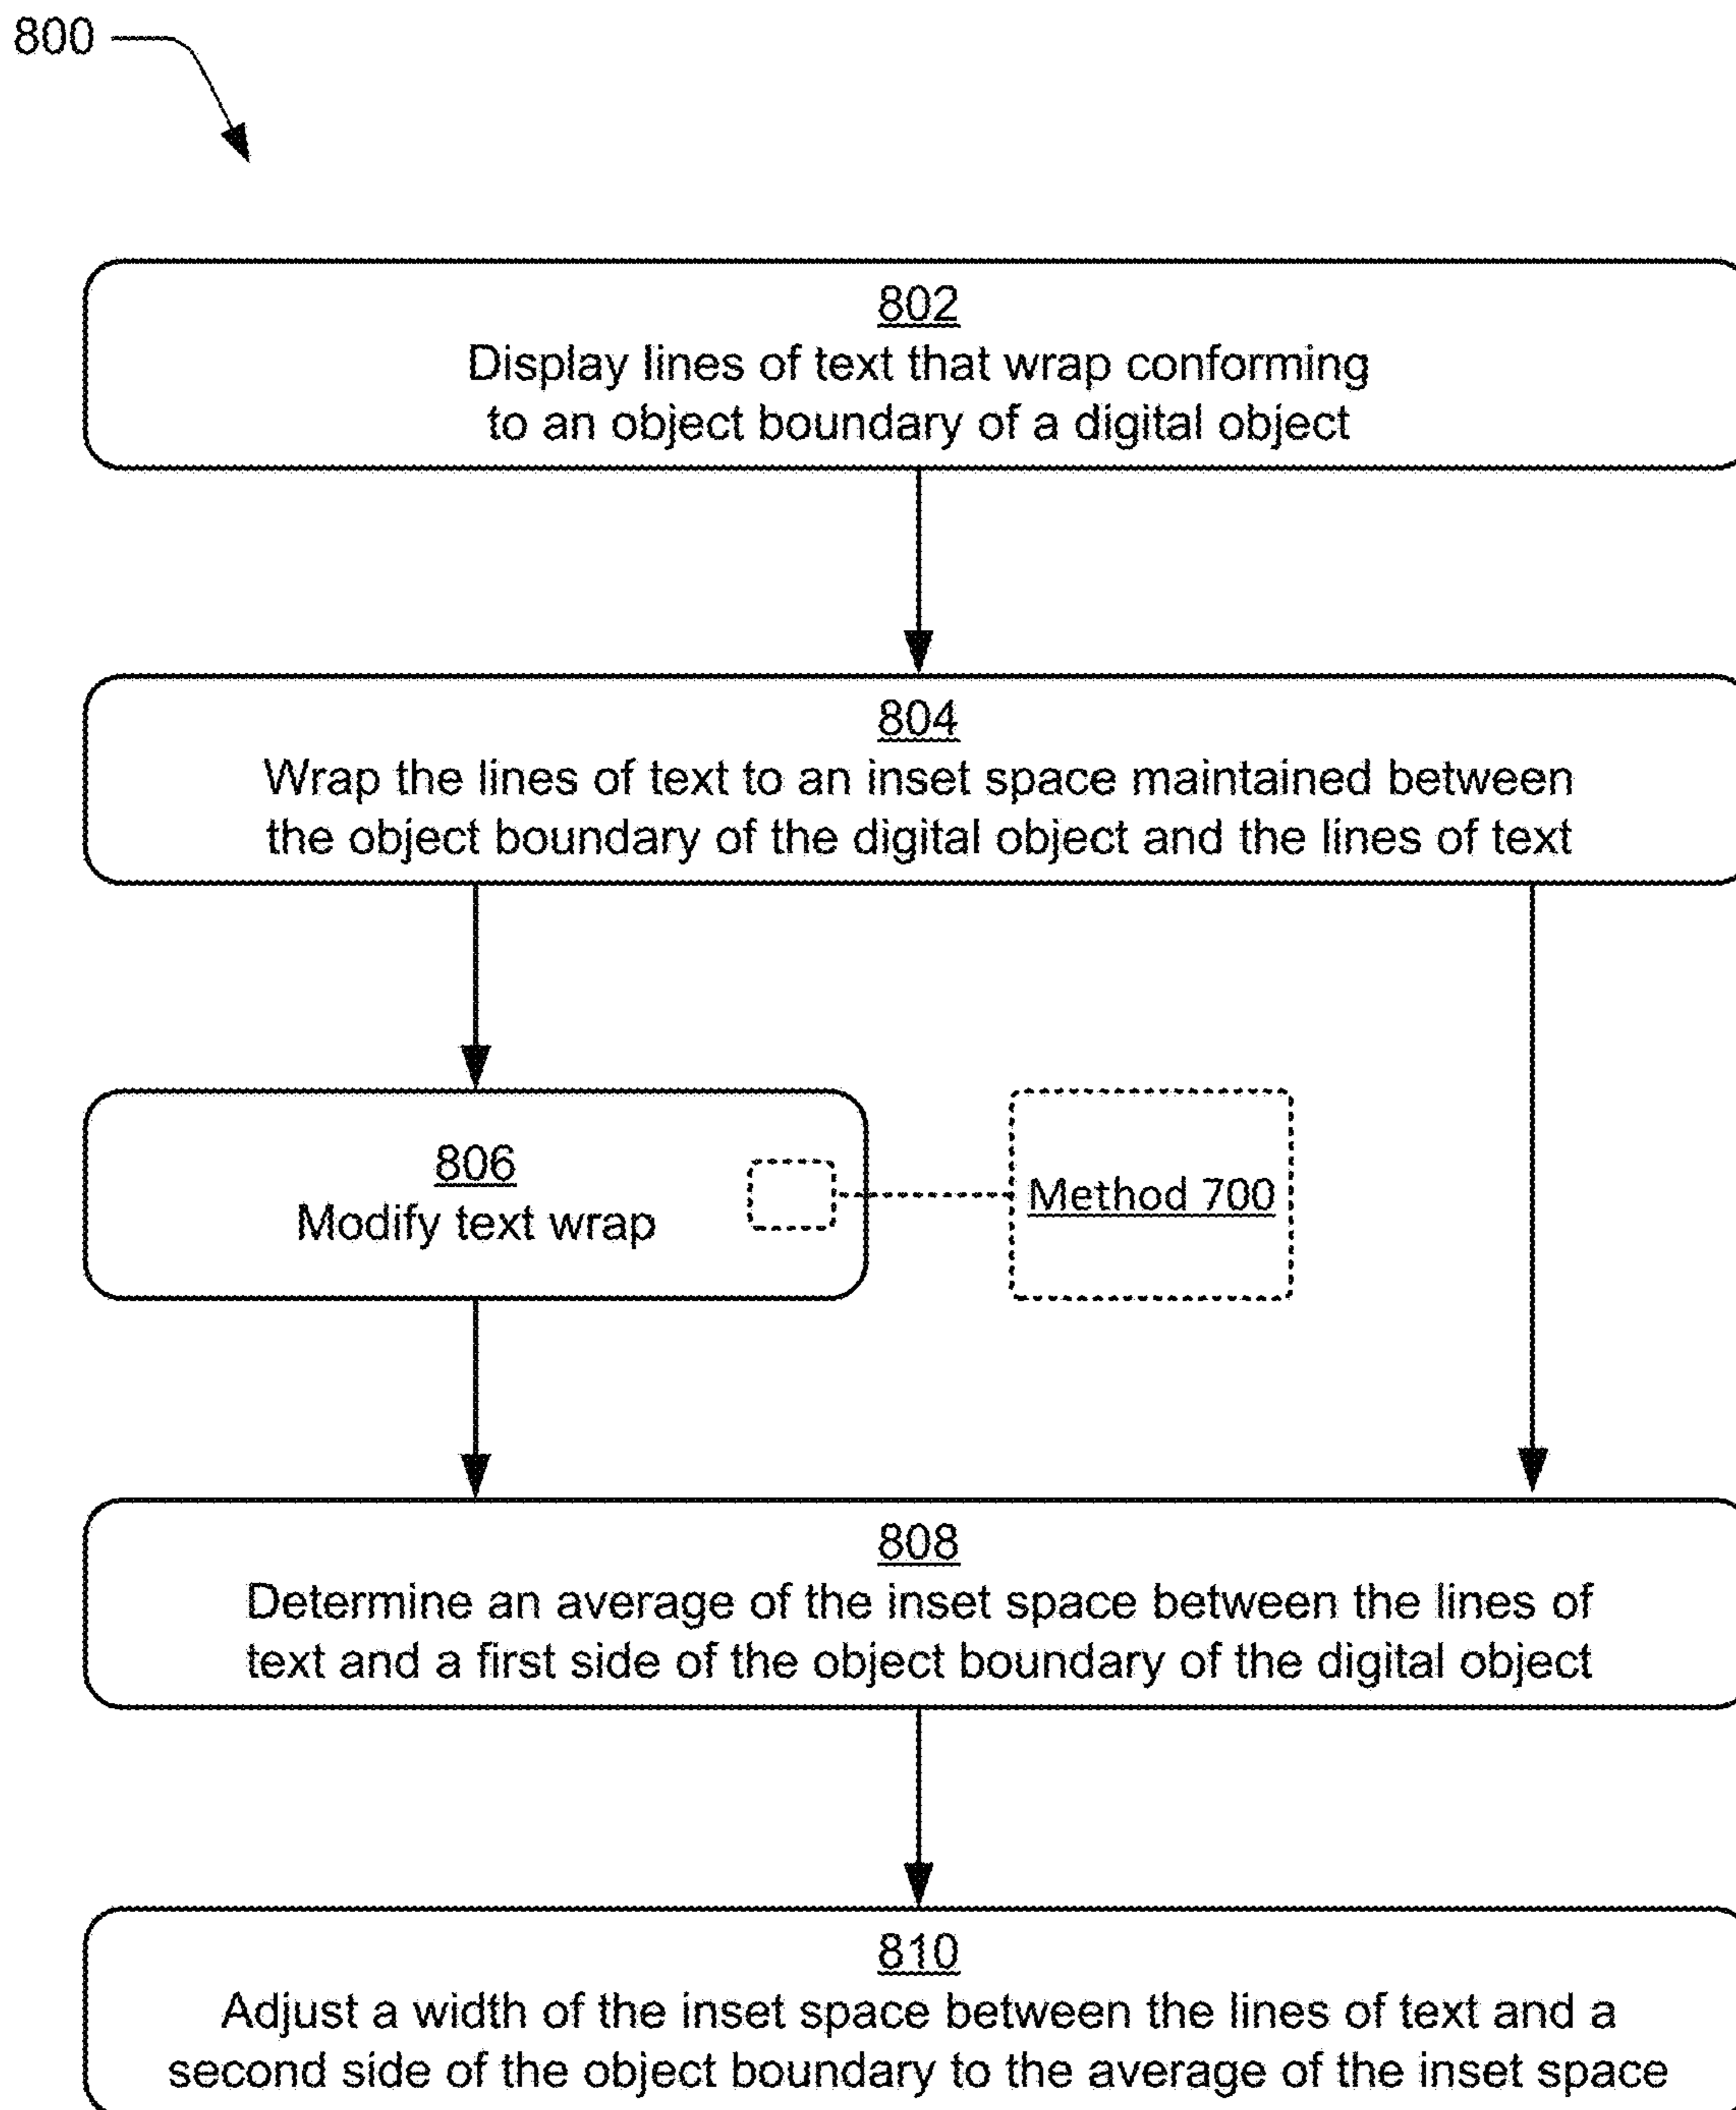 800
802
Display lines of text that wrap conforming
to an object boundary of a digital object
804
Wrap the lines of text to an inset space maintained between
the object boundary of the digital object and the lines of text
806
Modify text wrap
Method 700
808
Determine an average of the inset space between the lines of
text and a first side of the object boundary of the digital object
810
Adjust a width of the inset space between the lines of text and a
second side of the object boundary to the average of the inset space